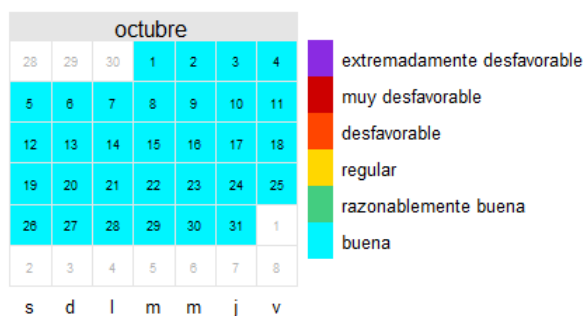 octubre
28 29 30 1 2 3 4
5 6 7 8 9 10 11
12 13 14 15 16 17 18
19 20 21 22 23 24 25
26 27 28 29 30 31 1
2 3 4 5 6 7 8
s d l m m j v
extremadamente desfavorable
muy desfavorable
desfavorable
regular
razonablemente buena
buena